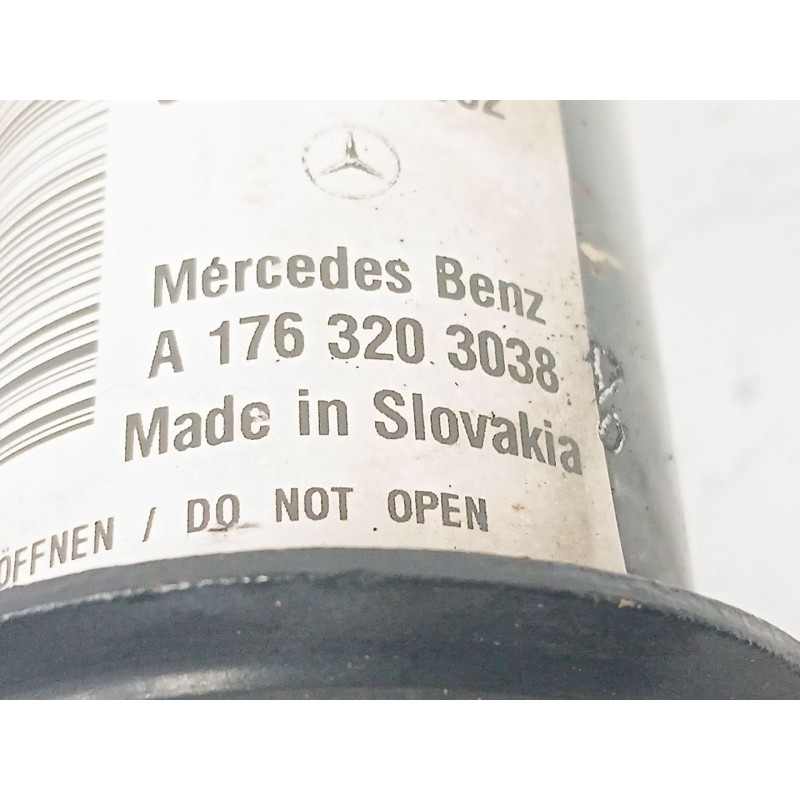 Mercedes Benz
A 176 320 3038
Made in Slovakia
ÖFFNEN / DO NOT OPEN